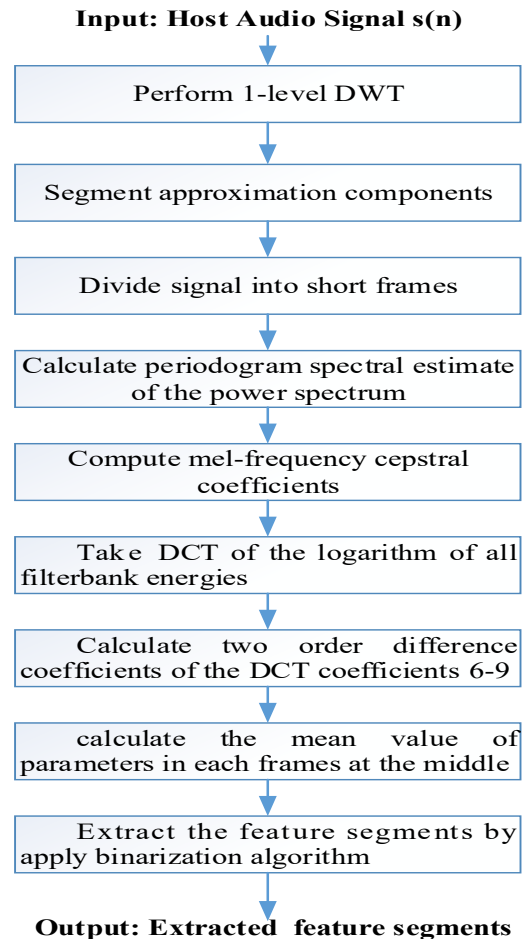 Input: Host Audio Signal s(n)
Perform 1-level DWT
Segment approximation components
Divide signal into short frames
Calculate periodogram spectral estimate
of the power spectrum
Compute mel-frequency cepstral
coefficients
Take DCT of the logarithm of all
filterbank energies
Calculate two order difference
coefficients of the DCT coefficients 6-9
calculate the mean value of
parameters in each frames at the middle
Extract the feature segments by
apply binarization algorithm
Output: Extracted feature segments